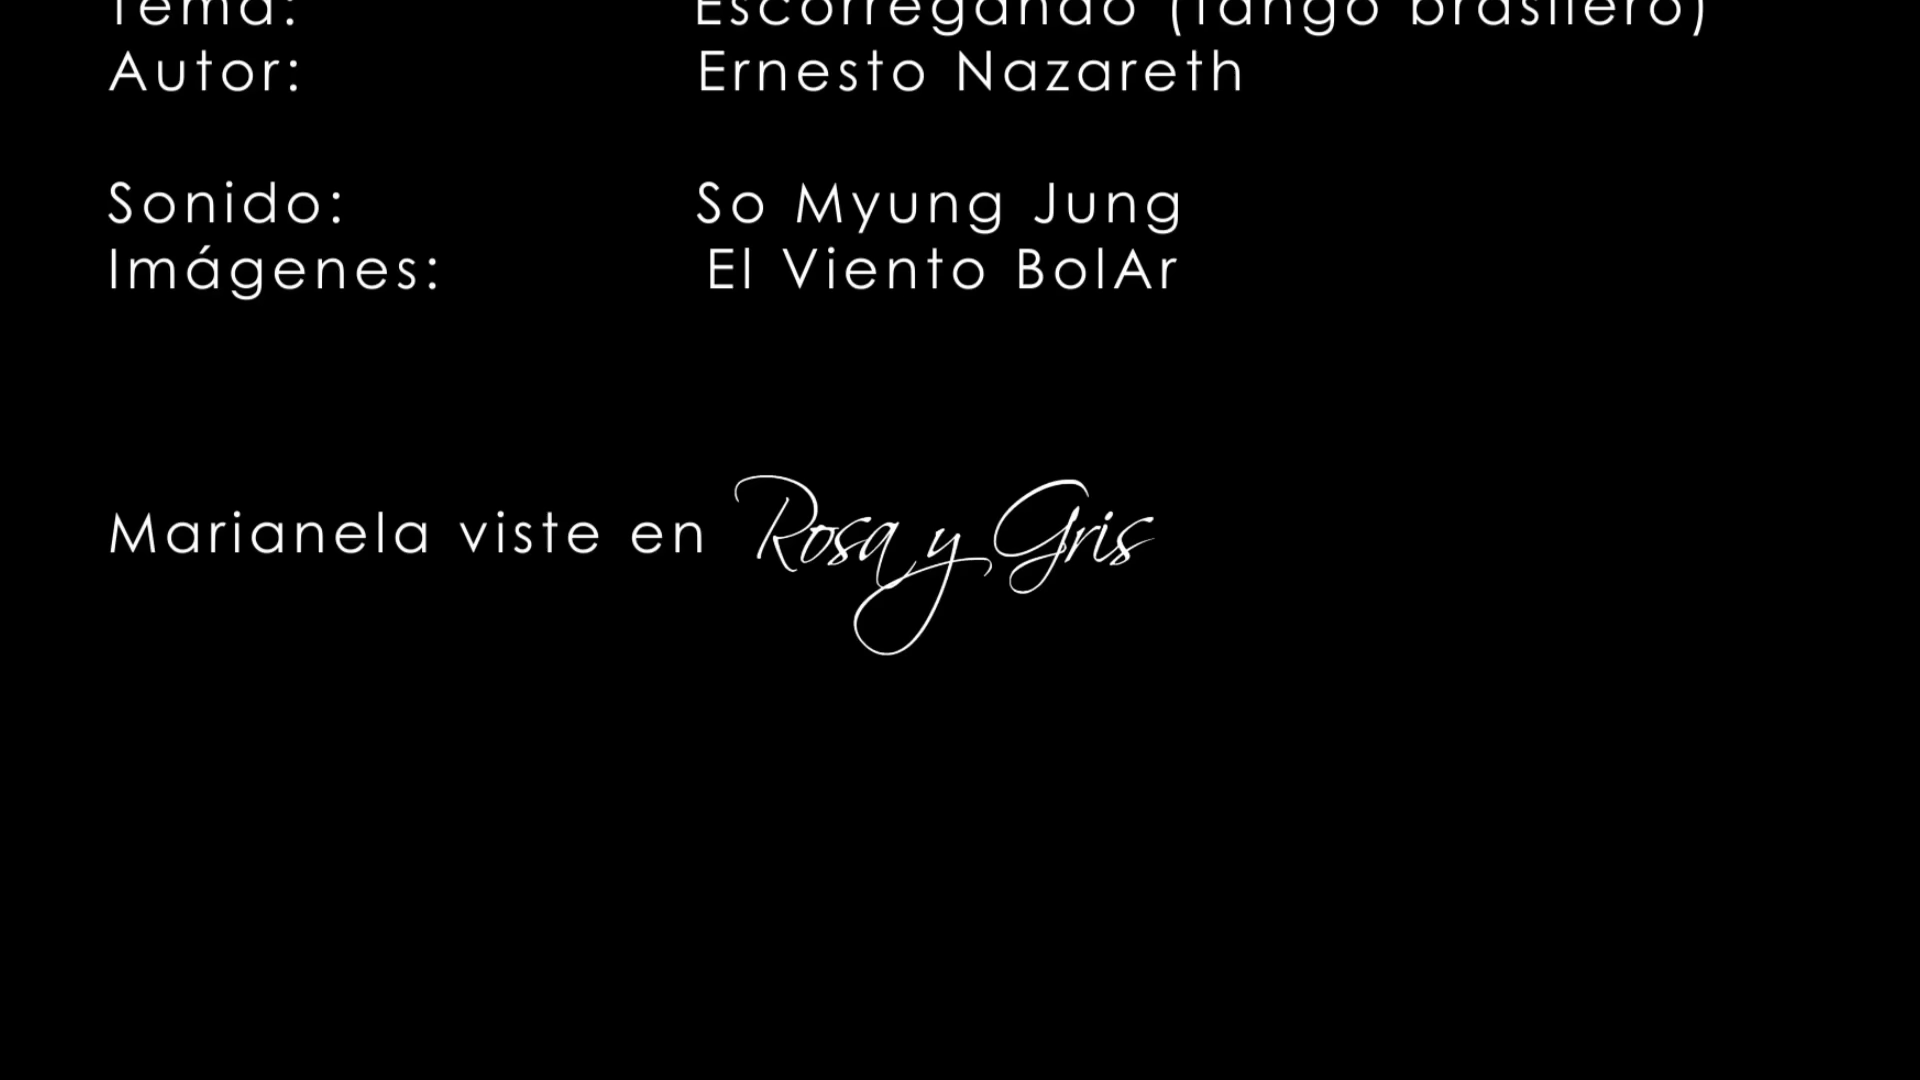 Tema: Escorregando (Tango brasilero)
Autor: Ernesto Nazareth
Sonido: So Myung Jung
Imágenes: El Viento BolAr
Marianela viste en Rosa y Gris